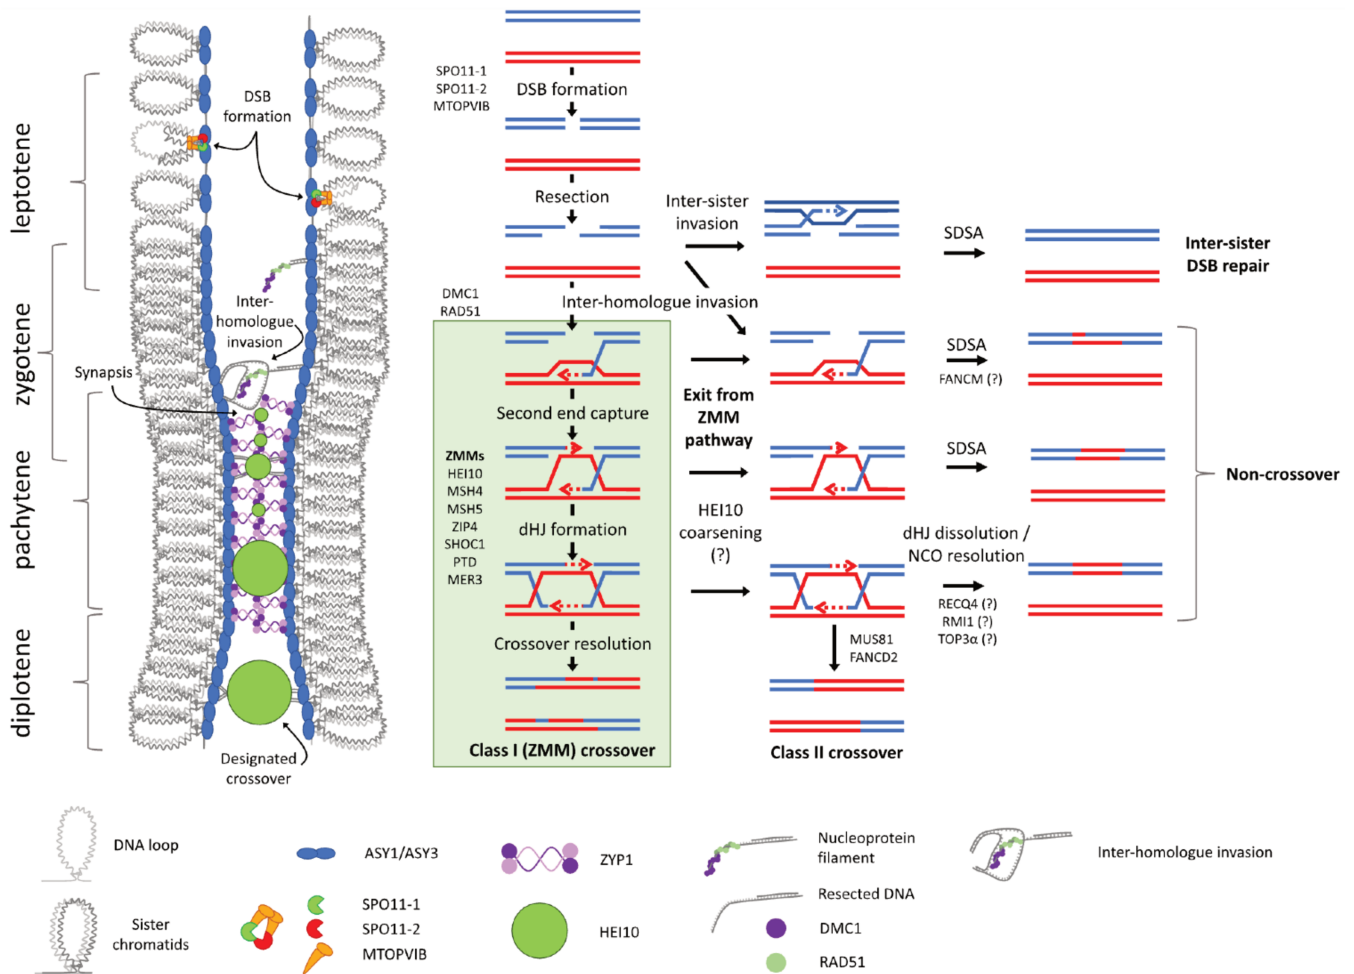 leptotene
zygotene
pachytene
diplotene
DSB
formation
Inter-
homologue
invasion
Synapsis
Designated
crossover
SPO11-1
SPO11-2
MTOPVIB
DSB formation
Resection
DMC1
RAD51
Inter-homologue invasion
Second end capture
ZMMs
HEI10
MSH4
MSH5
ZIP4
SHOC1
PTD
MER3
dHJ formation
Crossover resolution
Class I (ZMM) crossover
Inter-sister
invasion
SDSA
Inter-sister
DSB repair
Exit from
ZMM
pathway
SDSA
FANCM (?)
SDSA
Non-crossover
HEI10
coarsening
(?)
dHJ dissolution /
NCO resolution
RECQ4 (?)
RMI1 (?)
TOP3α (?)
MUS81
FANCD2
Class II crossover
DNA loop
Sister
chromatids
ASY1/ASY3
SPO11-1
SPO11-2
MTOPVIB
ZYP1
HEI10
Nucleoprotein
filament
Resected DNA
DMC1
RAD51
Inter-homologue invasion